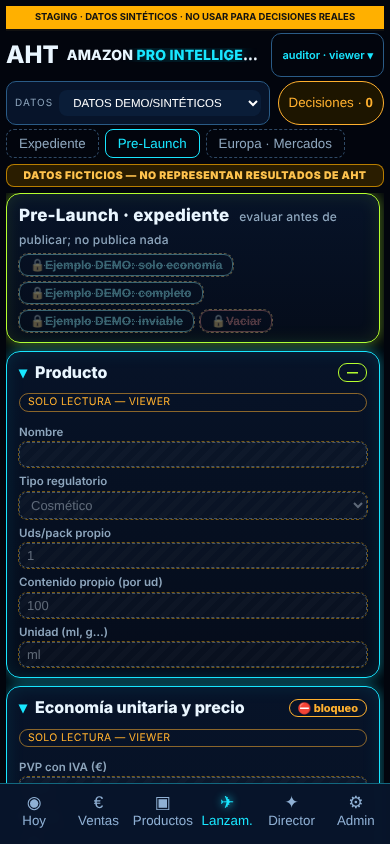 STAGING · DATOS SINTÉTICOS · NO USAR PARA DECISIONES REALES
AHT AMAZON PRO INTELLIGE...
auditor · viewer ▾
DATOS DATOS DEMO/SINTÉTICOS
Decisiones · 0
Expediente Pre-Launch Europa · Mercados
DATOS FICTICIOS — NO REPRESENTAN RESULTADOS DE AHT
Pre-Launch · expediente evaluar antes de
publicar; no publica nada
🔒Ejemplo DEMO: solo economía
🔒Ejemplo DEMO: completo
🔒Ejemplo DEMO: inviable 🔒Vaciar
▼ Producto —
SOLO LECTURA — VIEWER
Nombre
Tipo regulatorio
Cosmético
Uds/pack propio
1
Contenido propio (por ud)
100
Unidad (ml, g...)
ml
▼ Economía unitaria y precio ⛔ bloqueo
SOLO LECTURA — VIEWER
PVP con IVA (€)
◉ € ▣ ✈ ✦ ⚙
Hoy Ventas Productos Lanzam. Director Admin